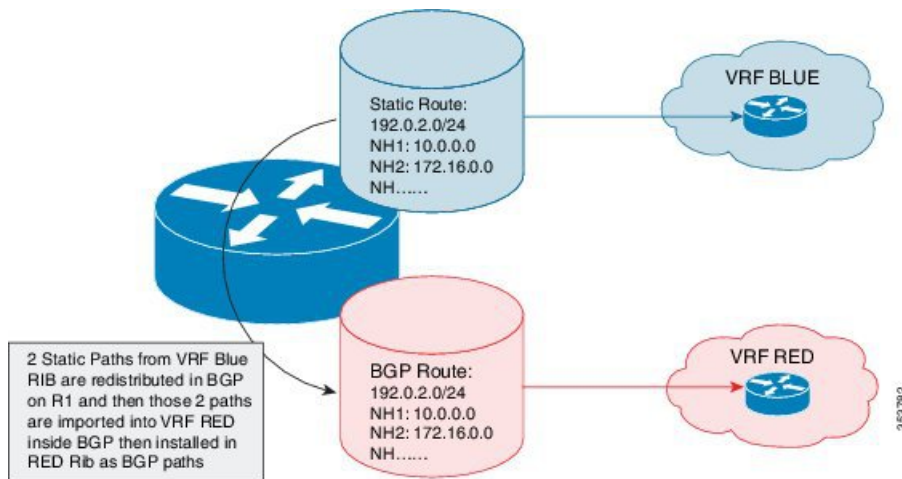 Static Route:
192.0.2.0/24
NH1: 10.0.0.0
NH2: 172.16.0.0
NH......
VRF BLUE
2 Static Paths from VRF Blue
RIB are redistributed in BGP
on R1 and then those 2 paths
are imported into VRF RED
inside BGP then installed in
RED Rib as BGP paths
BGP Route:
192.0.2.0/24
NH1: 10.0.0.0
NH2: 172.16.0.0
NH......
VRF RED